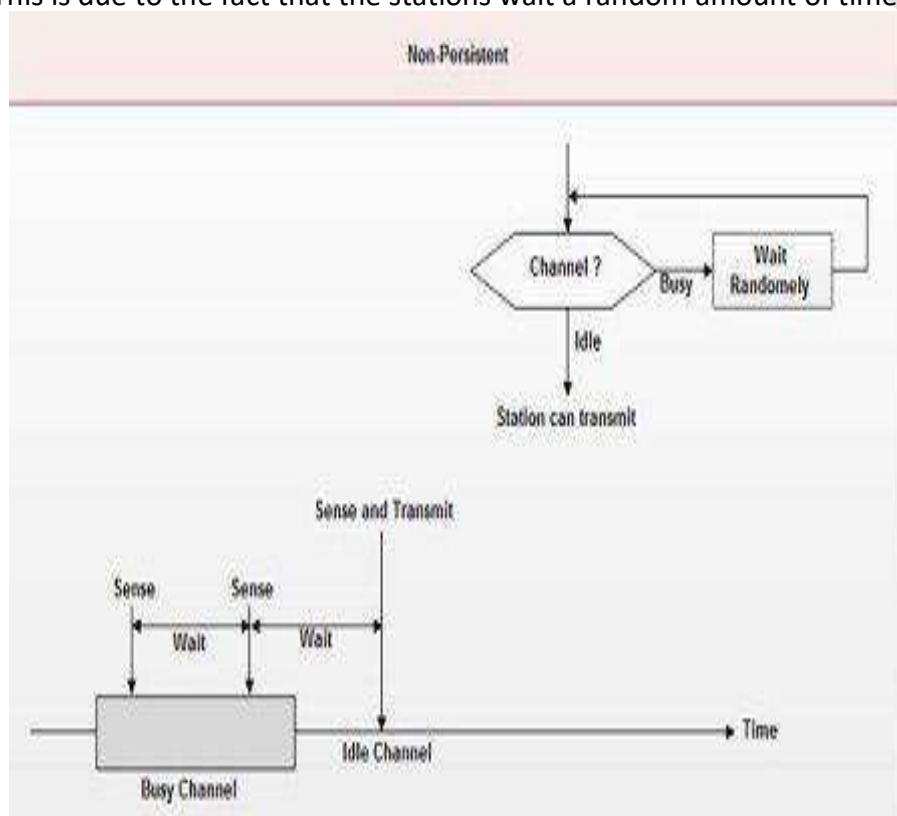 This is due to the fact that the stations wait a random amount of time
Non-Persistent
Channel ?
Busy
Wait
Randomely
Idle
Station can transmit
Sense and Transmit
Sense
Sense
Wait
Wait
Time
Idle Channel
Busy Channel